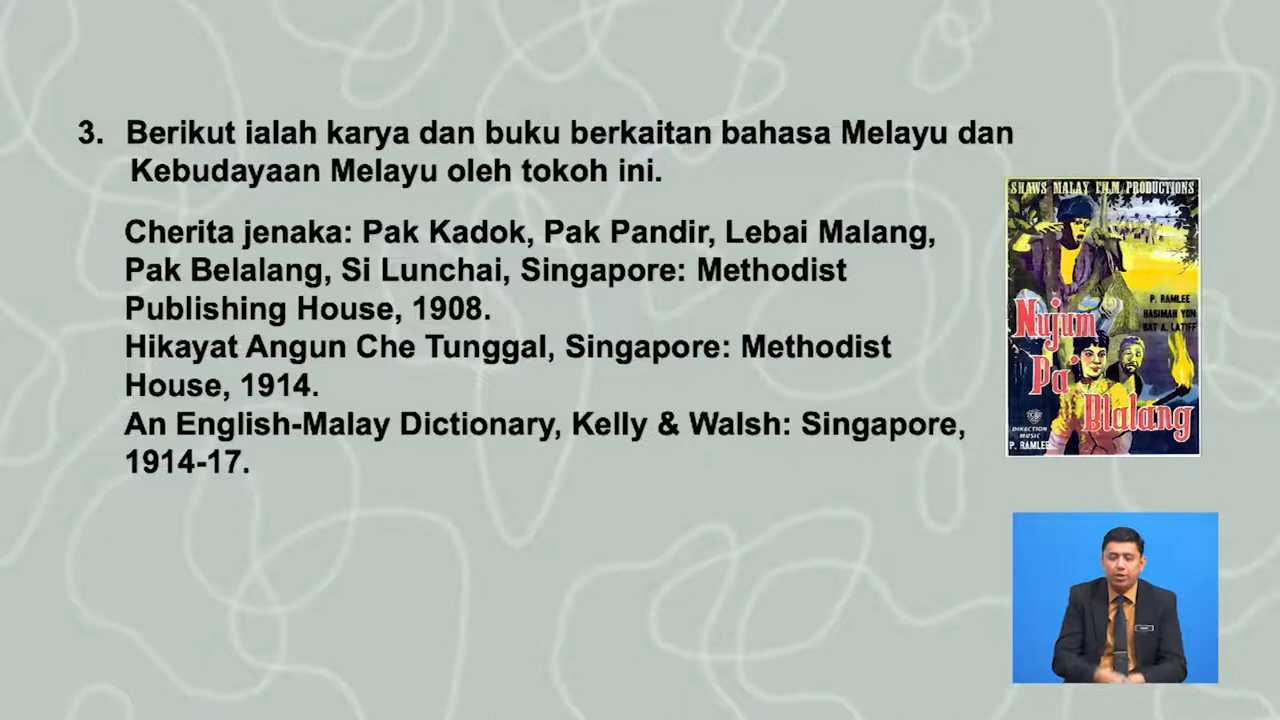 3. Berikut ialah karya dan buku berkaitan bahasa Melayu dan
Kebudayaan Melayu oleh tokoh ini.
Cherita jenaka: Pak Kadok, Pak Pandir, Lebai Malang,
Pak Belalang, Si Lunchai, Singapore: Methodist
Publishing House, 1908.
Hikayat Angun Che Tunggal, Singapore: Methodist
House, 1914.
An English-Malay Dictionary, Kelly & Walsh: Singapore,
1914-17.
SHAWS MALAY FILM PRODUCTIONS
P. RAMLEE
HASIMAH YON
BAT A. LATIFF
Nujum
Pa'
Blalang
DIRECTION
MUSIC
P. RAMLEE